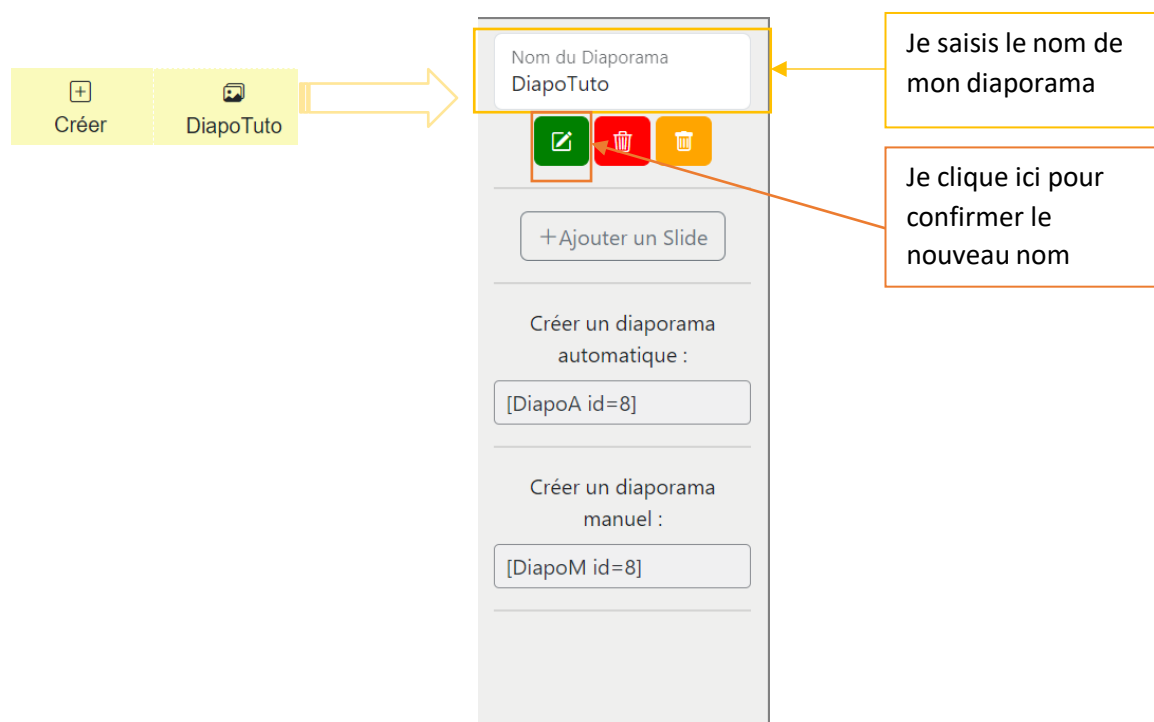 Créer
DiapoTuto
Nom du Diaporama
DiapoTuto
Je saisis le nom de
mon diaporama
Je clique ici pour
confirmer le
nouveau nom
+Ajouter un Slide
Créer un diaporama
automatique :
[DiapoA id=8]
Créer un diaporama
manuel :
[DiapoM id=8]